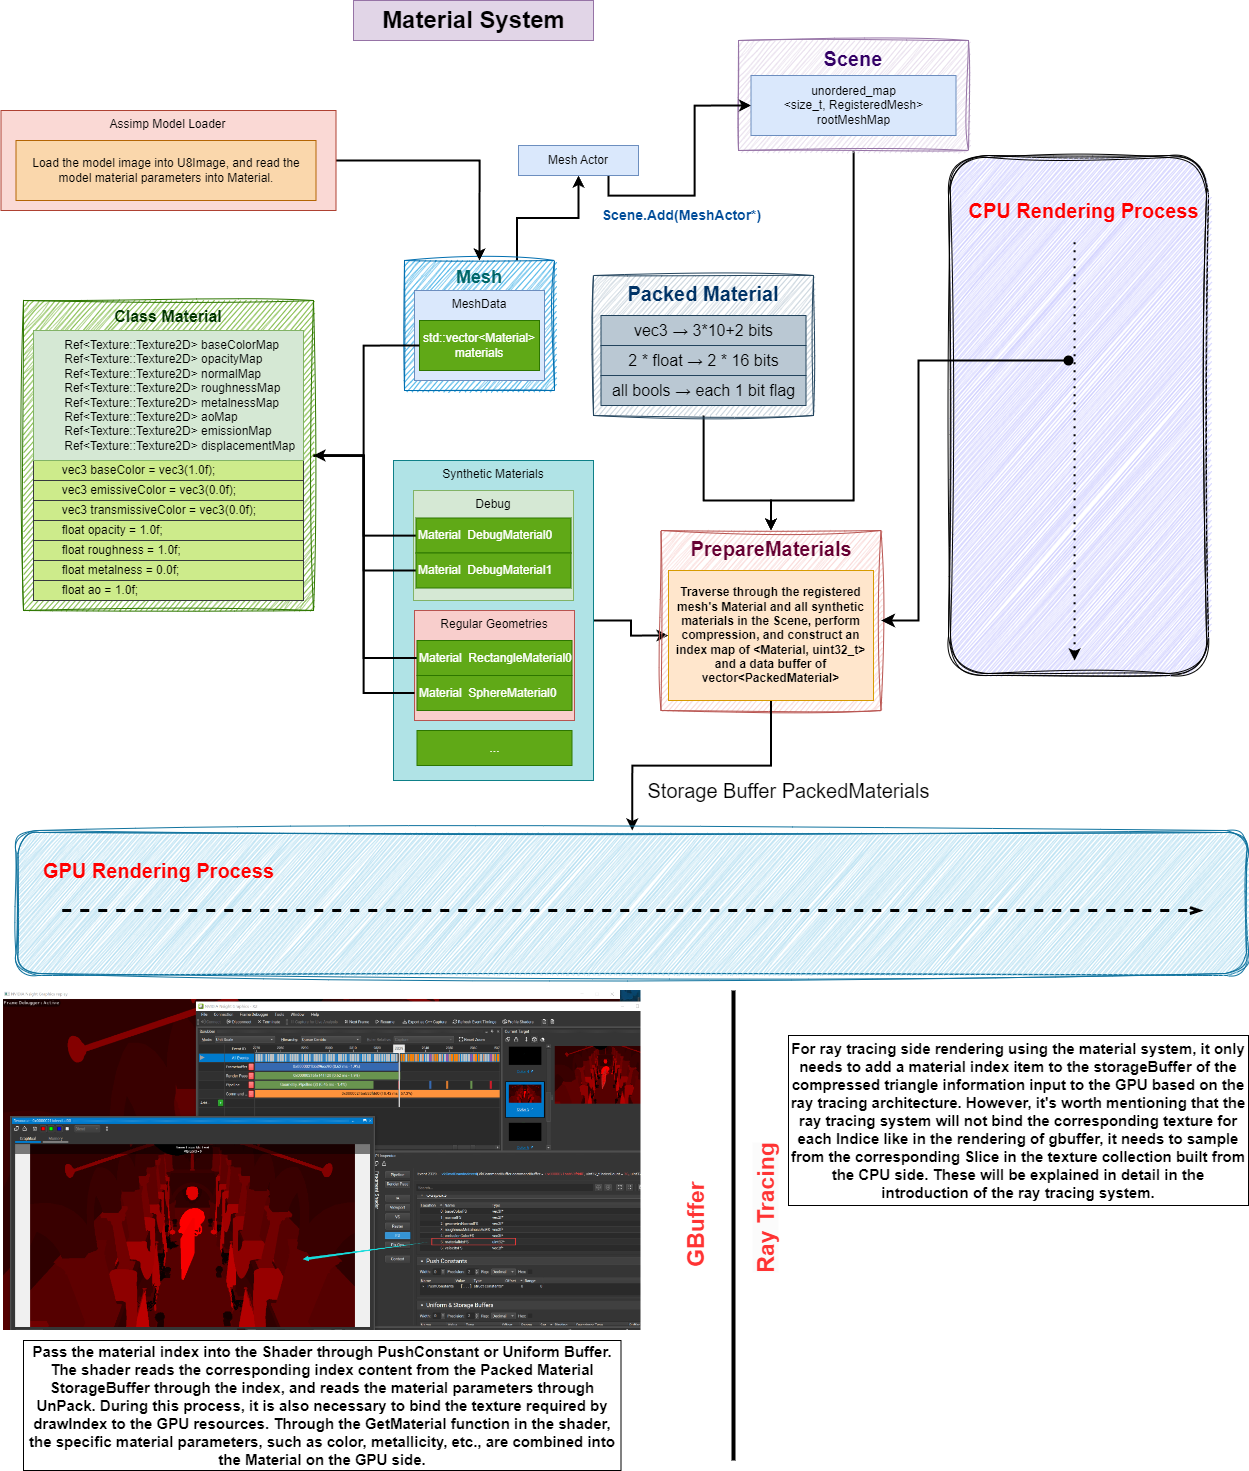 Material System
Scene
unordered_map
<size_t, RegisteredMesh>
rootMeshMap
Assimp Model Loader
Load the model image into U8Image, and read the
model material parameters into Material.
Mesh Actor
Scene.Add(MeshActor*)
CPU Rendering Process
Mesh
MeshData
std::vector<Material>
materials
Packed Material
vec3 → 3*10+2 bits
2 * float → 2 * 16 bits
all bools → each 1 bit flag
Class Material
Ref<Texture::Texture2D> baseColorMap
Ref<Texture::Texture2D> opacityMap
Ref<Texture::Texture2D> normalMap
Ref<Texture::Texture2D> roughnessMap
Ref<Texture::Texture2D> metalnessMap
Ref<Texture::Texture2D> aoMap
Ref<Texture::Texture2D> emissionMap
Ref<Texture::Texture2D> displacementMap
vec3 baseColor = vec3(1.0f);
vec3 emissiveColor = vec3(0.0f);
vec3 transmissiveColor = vec3(0.0f);
float opacity = 1.0f;
float roughness = 1.0f;
float metalness = 0.0f;
float ao = 1.0f;
Synthetic Materials
Debug
Material DebugMaterial0
Material DebugMaterial1
Regular Geometries
Material RectangleMaterial0
Material SphereMaterial0
...
PrepareMaterials
Traverse through the registered
mesh's Material and all synthetic
materials in the Scene, perform
compression, and construct an
index map of <Material, uint32_t>
and a data buffer of
vector<PackedMaterial>
Storage Buffer PackedMaterials
GPU Rendering Process
Frame Debugger: Active
File Connection Frame Debugger Tools Window Help
Push Constants
Uniform & Storage Buffers
GBuffer
Ray Tracing
For ray tracing side rendering using the material system, it only
needs to add a material index item to the storageBuffer of the
compressed triangle information input to the GPU based on the
ray tracing architecture. However, it's worth mentioning that the
ray tracing system will not bind the corresponding texture for
each Indice like in the rendering of gbuffer, it needs to sample
from the corresponding Slice in the texture collection built from
the CPU side. These will be explained in detail in the
introduction of the ray tracing system.
Pass the material index into the Shader through PushConstant or Uniform Buffer.
The shader reads the corresponding index content from the Packed Material
StorageBuffer through the index, and reads the material parameters through
UnPack. During this process, it is also necessary to bind the texture required by
drawIndex to the GPU resources. Through the GetMaterial function in the shader,
the specific material parameters, such as color, metallicity, etc., are combined into
the Material on the GPU side.